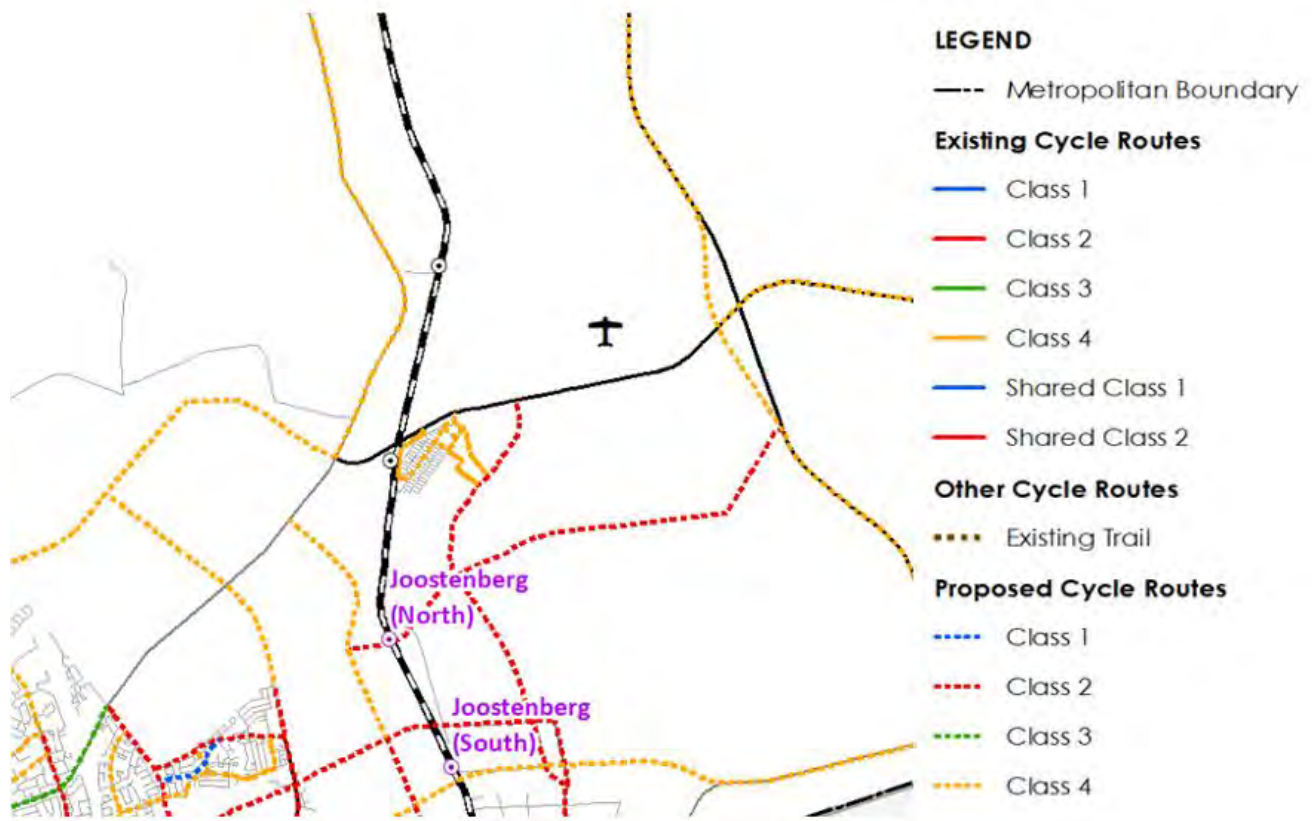 Joostenberg
(North)
Joostenberg
(South)
LEGEND
Metropolitan Boundary
Existing Cycle Routes
Class 1
Class 2
Class 3
Class 4
Shared Class 1
Shared Class 2
Other Cycle Routes
Existing Trail
Proposed Cycle Routes
Class 1
Class 2
Class 3
Class 4